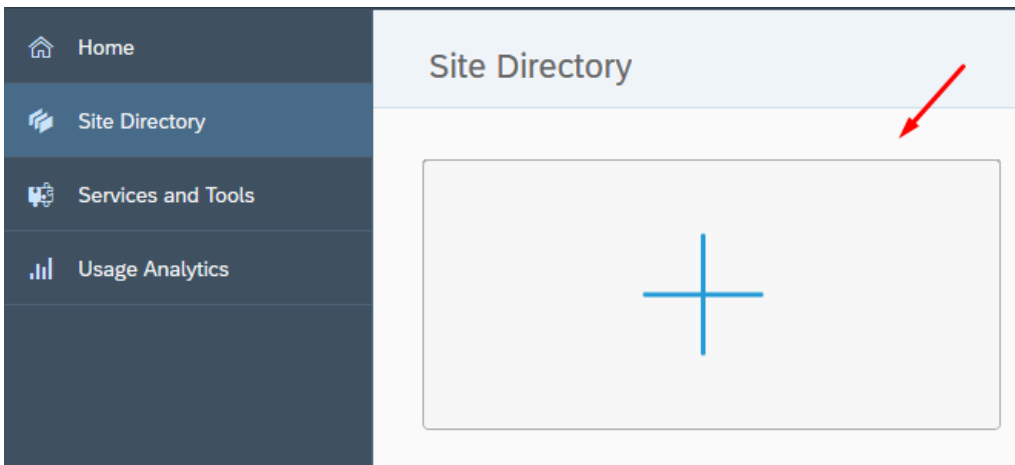 Home
Site Directory
Services and Tools
Usage Analytics
Site Directory